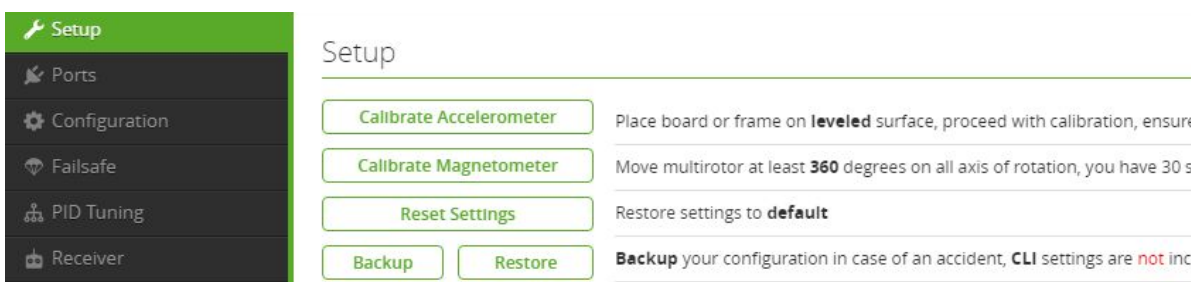 Setup
Ports
Configuration
Failsafe
PID Tuning
Receiver
Setup
Calibrate Accelerometer
Place board or frame on leveled surface, proceed with calibration, ensure
Calibrate Magnetometer
Move multirotor at least 360 degrees on all axis of rotation, you have 30 s
Reset Settings
Restore settings to default
Backup
Restore
Backup your configuration in case of an accident, CLI settings are not inc